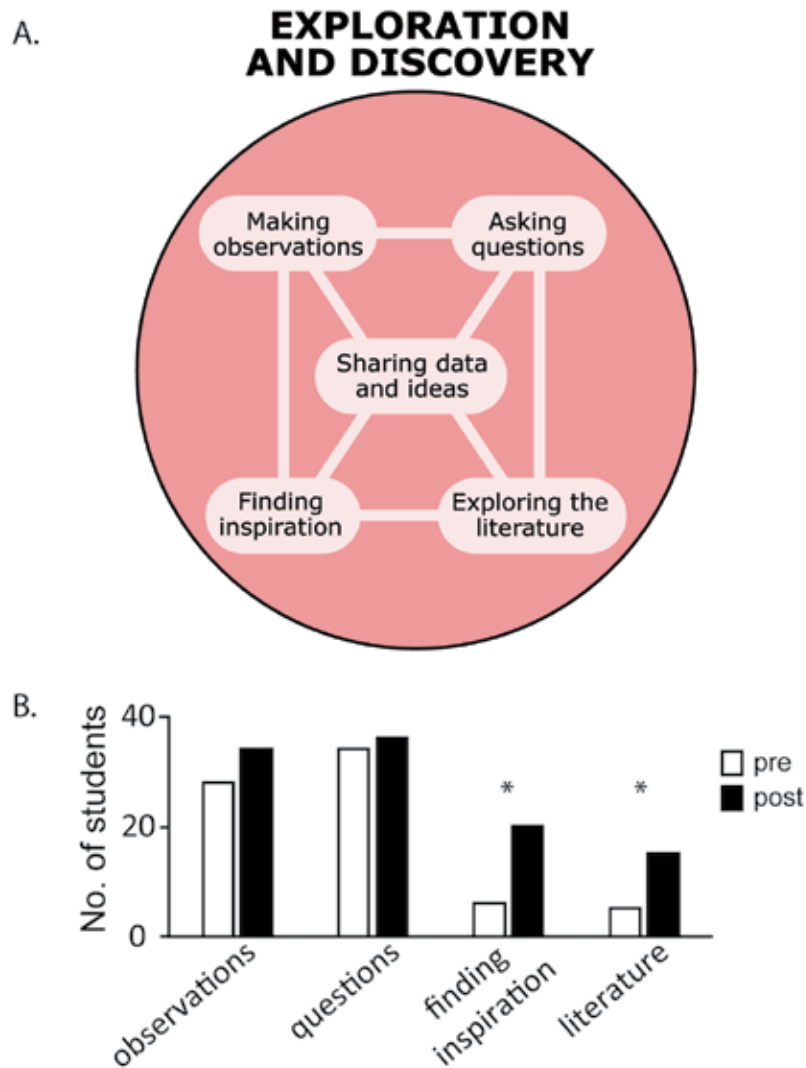 A.
EXPLORATION
AND DISCOVERY
Making
observations
Asking
questions
Sharing data
and ideas
Finding
inspiration
Exploring the
literature
B.
No. of students
40
20
0
*
*
pre
post
observations
questions
finding
inspiration
literature